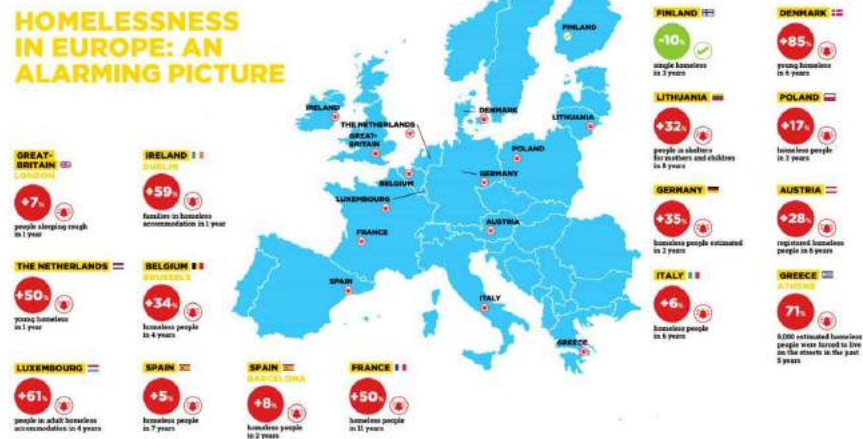 HOMELESSNESS
IN EUROPE: AN
ALARMING PICTURE
GREAT-
BRITAIN
LONDON
+7%
people sleeping rough
in 1 year
IRELAND
DUBLIN
+59%
families in homeless
accommodation in 1 year
THE NETHERLANDS
+50%
young homeless
in 1 year
BELGIUM
BRUSSELS
+34%
homeless people
in 4 years
LUXEMBOURG
+61%
people in adult homeless
accommodation in 4 years
SPAIN
+5%
homeless people
in 7 years
SPAIN
BARCELONA
+8%
homeless people
in 2 years
FRANCE
+50%
homeless people
in 11 years
FINLAND
IRELAND
DENMARK
THE NETHERLANDS
LITHUANIA
GREAT-
BRITAIN
POLAND
GERMANY
BELGIUM
LUXEMBOURG
AUSTRIA
FRANCE
SPAIN
ITALY
GREECE
FINLAND
-10%
single homeless
in 3 years
DENMARK
+85%
young homeless
in 6 years
LITHUANIA
+32%
people in shelters
for mothers and children
in 8 years
POLAND
+17%
homeless people
in 2 years
GERMANY
+35%
homeless people estimated
in 2 years
AUSTRIA
+28%
registered homeless
people in 6 years
ITALY
+6%
homeless people
in 6 years
GREECE
ATHENS
71%
9,000 estimated homeless
people were forced to live
on the streets in the past
5 years